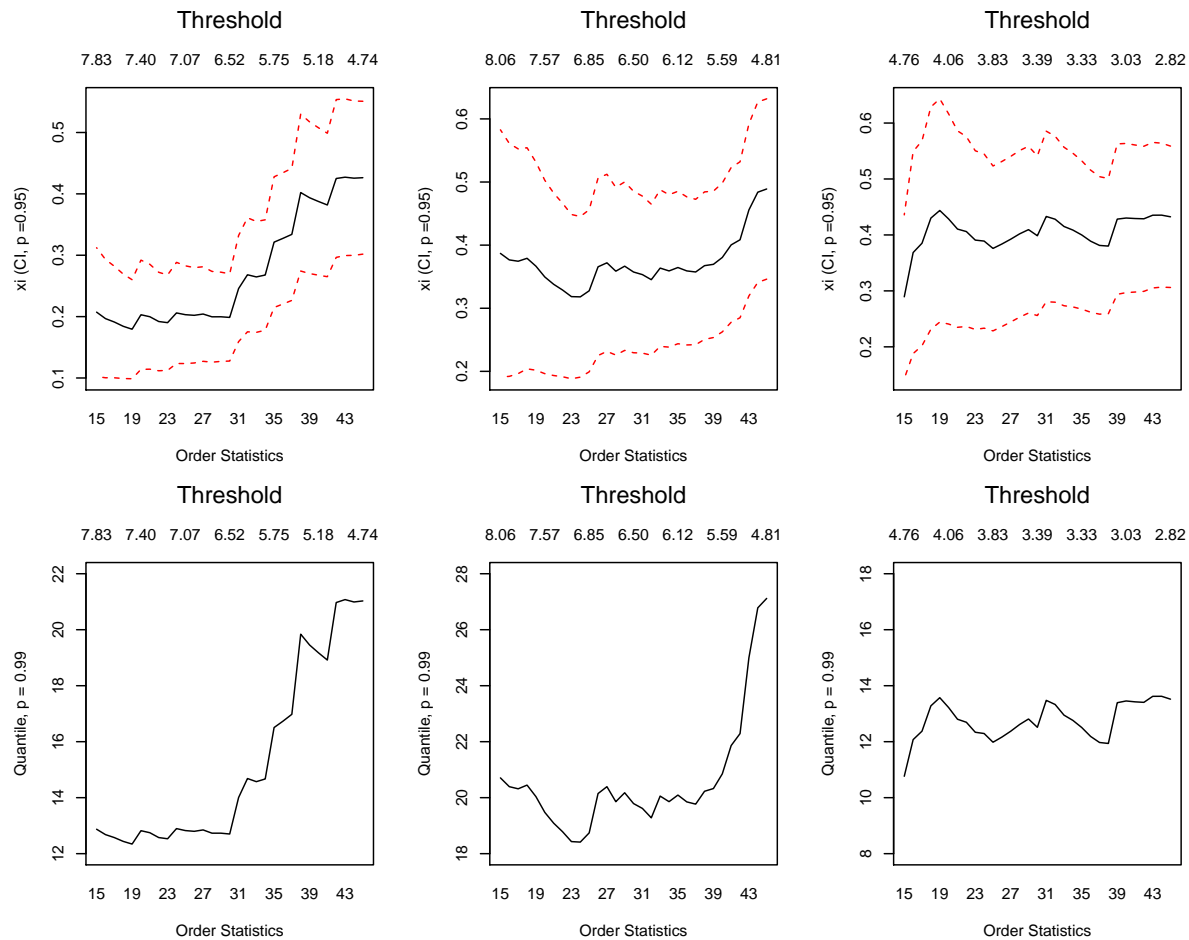 Threshold
7.83 7.40 7.07 6.52 5.75 5.18 4.74
xi (CI, p =0.95)
0.5
0.4
0.3
0.2
0.1
15 19 23 27 31 35 39 43
Order Statistics
Threshold
8.06 7.57 6.85 6.50 6.12 5.59 4.81
xi (CI, p =0.95)
0.6
0.5
0.4
0.3
0.2
15 19 23 27 31 35 39 43
Order Statistics
Threshold
4.76 4.06 3.83 3.39 3.33 3.03 2.82
xi (CI, p =0.95)
0.6
0.5
0.4
0.3
0.2
15 19 23 27 31 35 39 43
Order Statistics
Threshold
7.83 7.40 7.07 6.52 5.75 5.18 4.74
Quantile, p = 0.99
22
20
18
16
14
12
15 19 23 27 31 35 39 43
Order Statistics
Threshold
8.06 7.57 6.85 6.50 6.12 5.59 4.81
Quantile, p = 0.99
28
26
24
22
20
18
15 19 23 27 31 35 39 43
Order Statistics
Threshold
4.76 4.06 3.83 3.39 3.33 3.03 2.82
Quantile, p = 0.99
18
16
14
12
10
8
15 19 23 27 31 35 39 43
Order Statistics